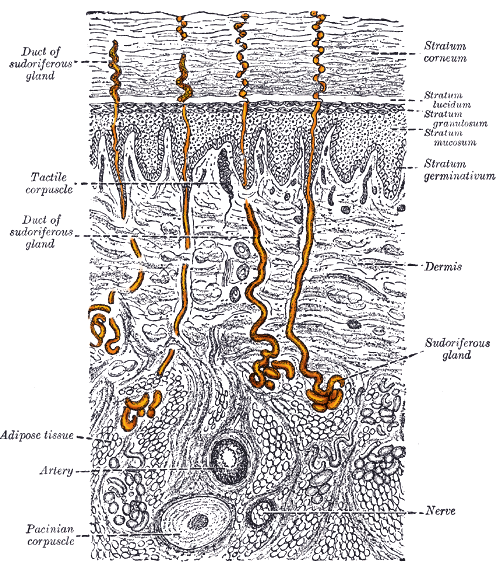 Duct of
sudoriferous
gland
Tactile
corpuscle
Duct of
sudoriferous
gland
Adipose tissue
Artery
Pacinian
corpuscle
Stratum
corneum
Stratum
lucidum
Stratum
granulosum
Stratum
mucosum
Stratum
germinativum
Dermis
Sudoriferous
gland
Nerve